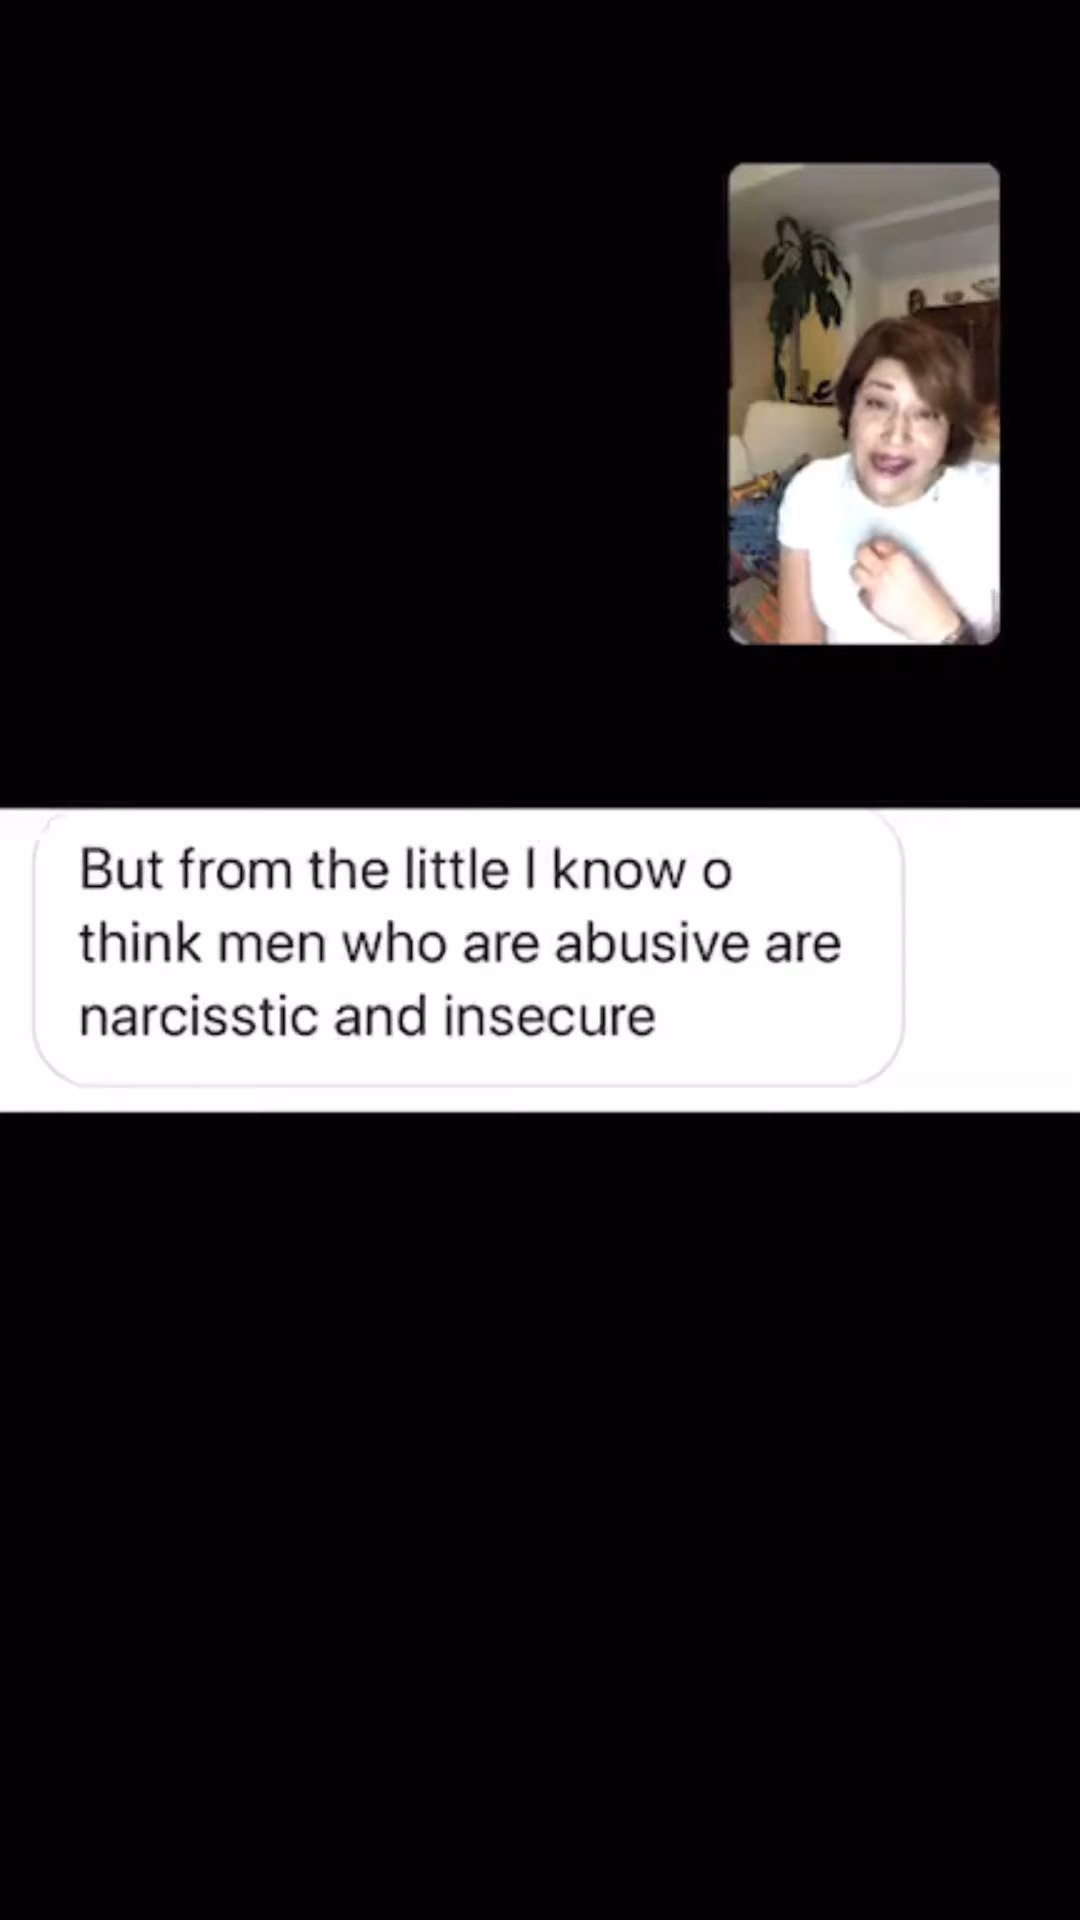 But from the little I know o
think men who are abusive are
narcisstic and insecure